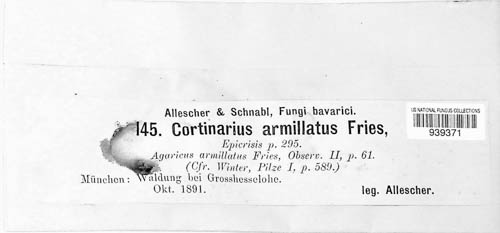 Allescher & Schnabl, Fungi bavarici.
145. Cortinarius armillatus Fries,
Epicrisis p. 295.
Agaricus armillatus Fries, Observ. II, p. 61.
(Cfr. Winter, Pilze I, p. 589.)
München: Waldung bei Grosshesselohe.
Okt. 1891.
leg. Allescher.
US NATIONAL FUNGUS COLLECTIONS
939371